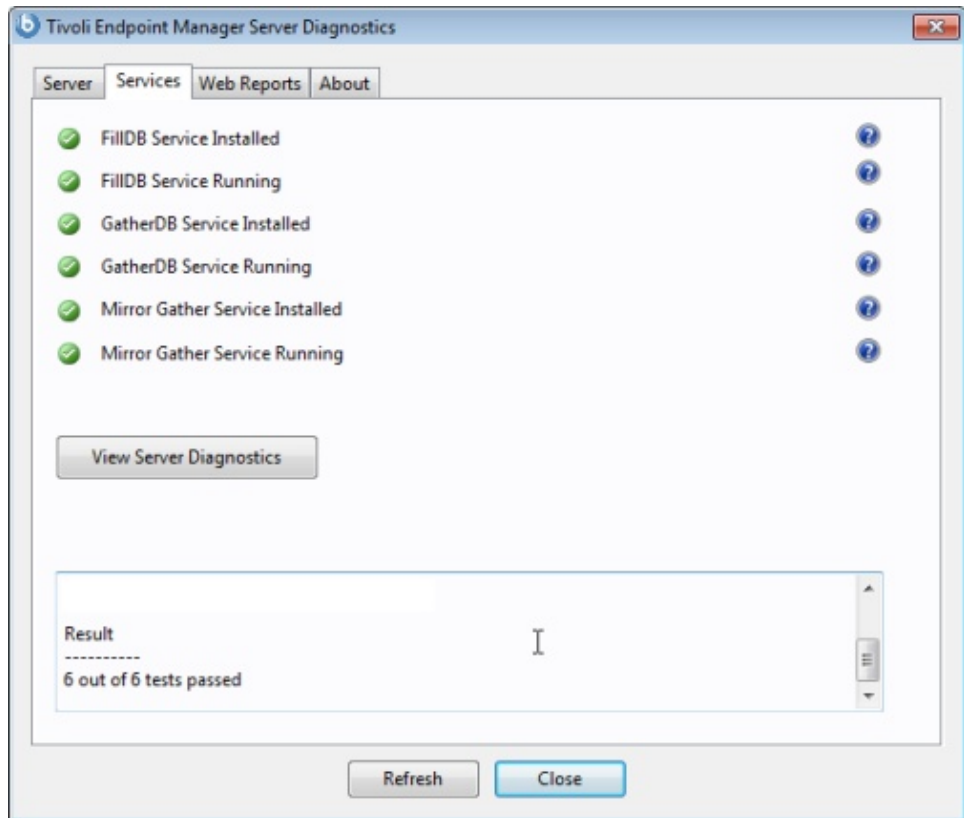 Tivoli Endpoint Manager Server Diagnostics
Server Services Web Reports About
FillDB Service Installed
FillDB Service Running
GatherDB Service Installed
GatherDB Service Running
Mirror Gather Service Installed
Mirror Gather Service Running
View Server Diagnostics
Result
----------
6 out of 6 tests passed
Refresh Close